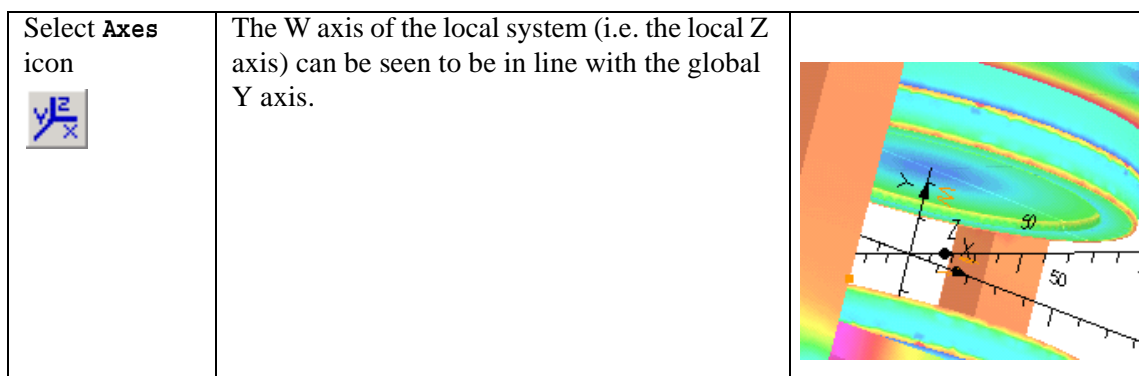 Select Axes
icon
Y Z X
The W axis of the local system (i.e. the local Z
axis) can be seen to be in line with the global
Y axis.
Y
W
50
Z
X
50